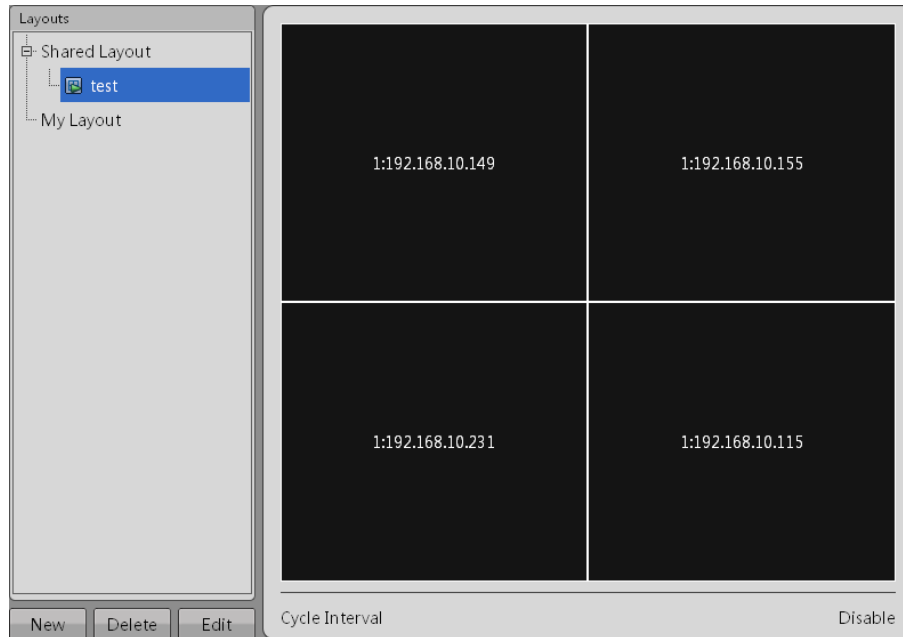 Layouts
Shared Layout
test
My Layout
New Delete Edit
1:192.168.10.149 1:192.168.10.155
1:192.168.10.231 1:192.168.10.115
Cycle Interval Disable